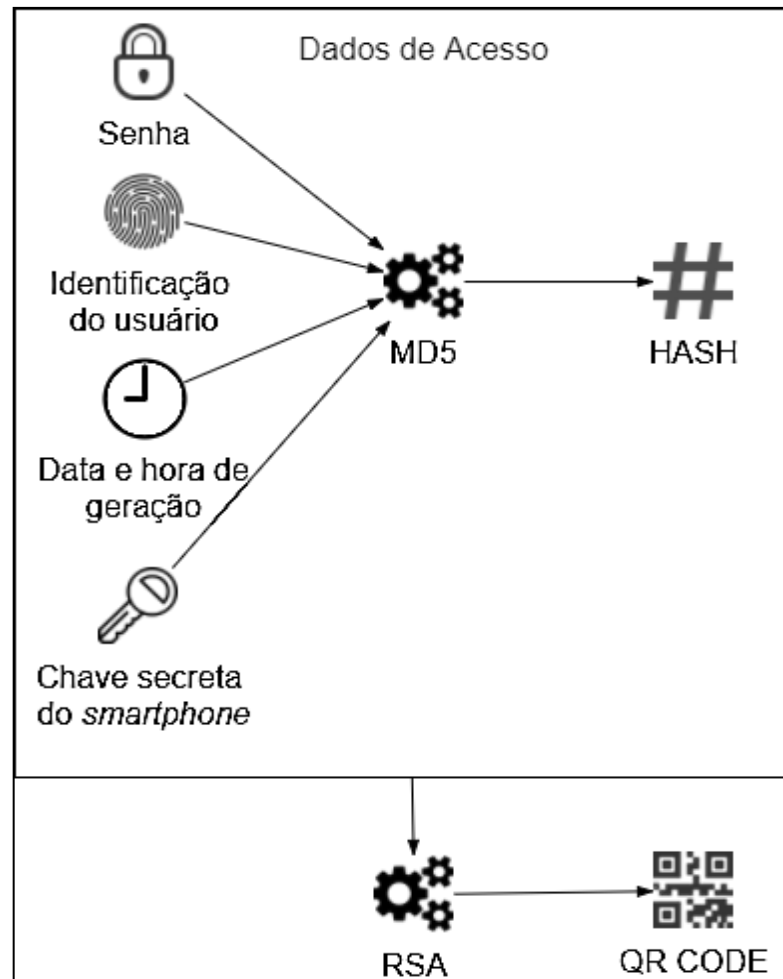 Dados de Acesso
Senha
Identificação
do usuário
MD5
HASH
Data e hora de
geração
Chave secreta
do smartphone
RSA
QR CODE